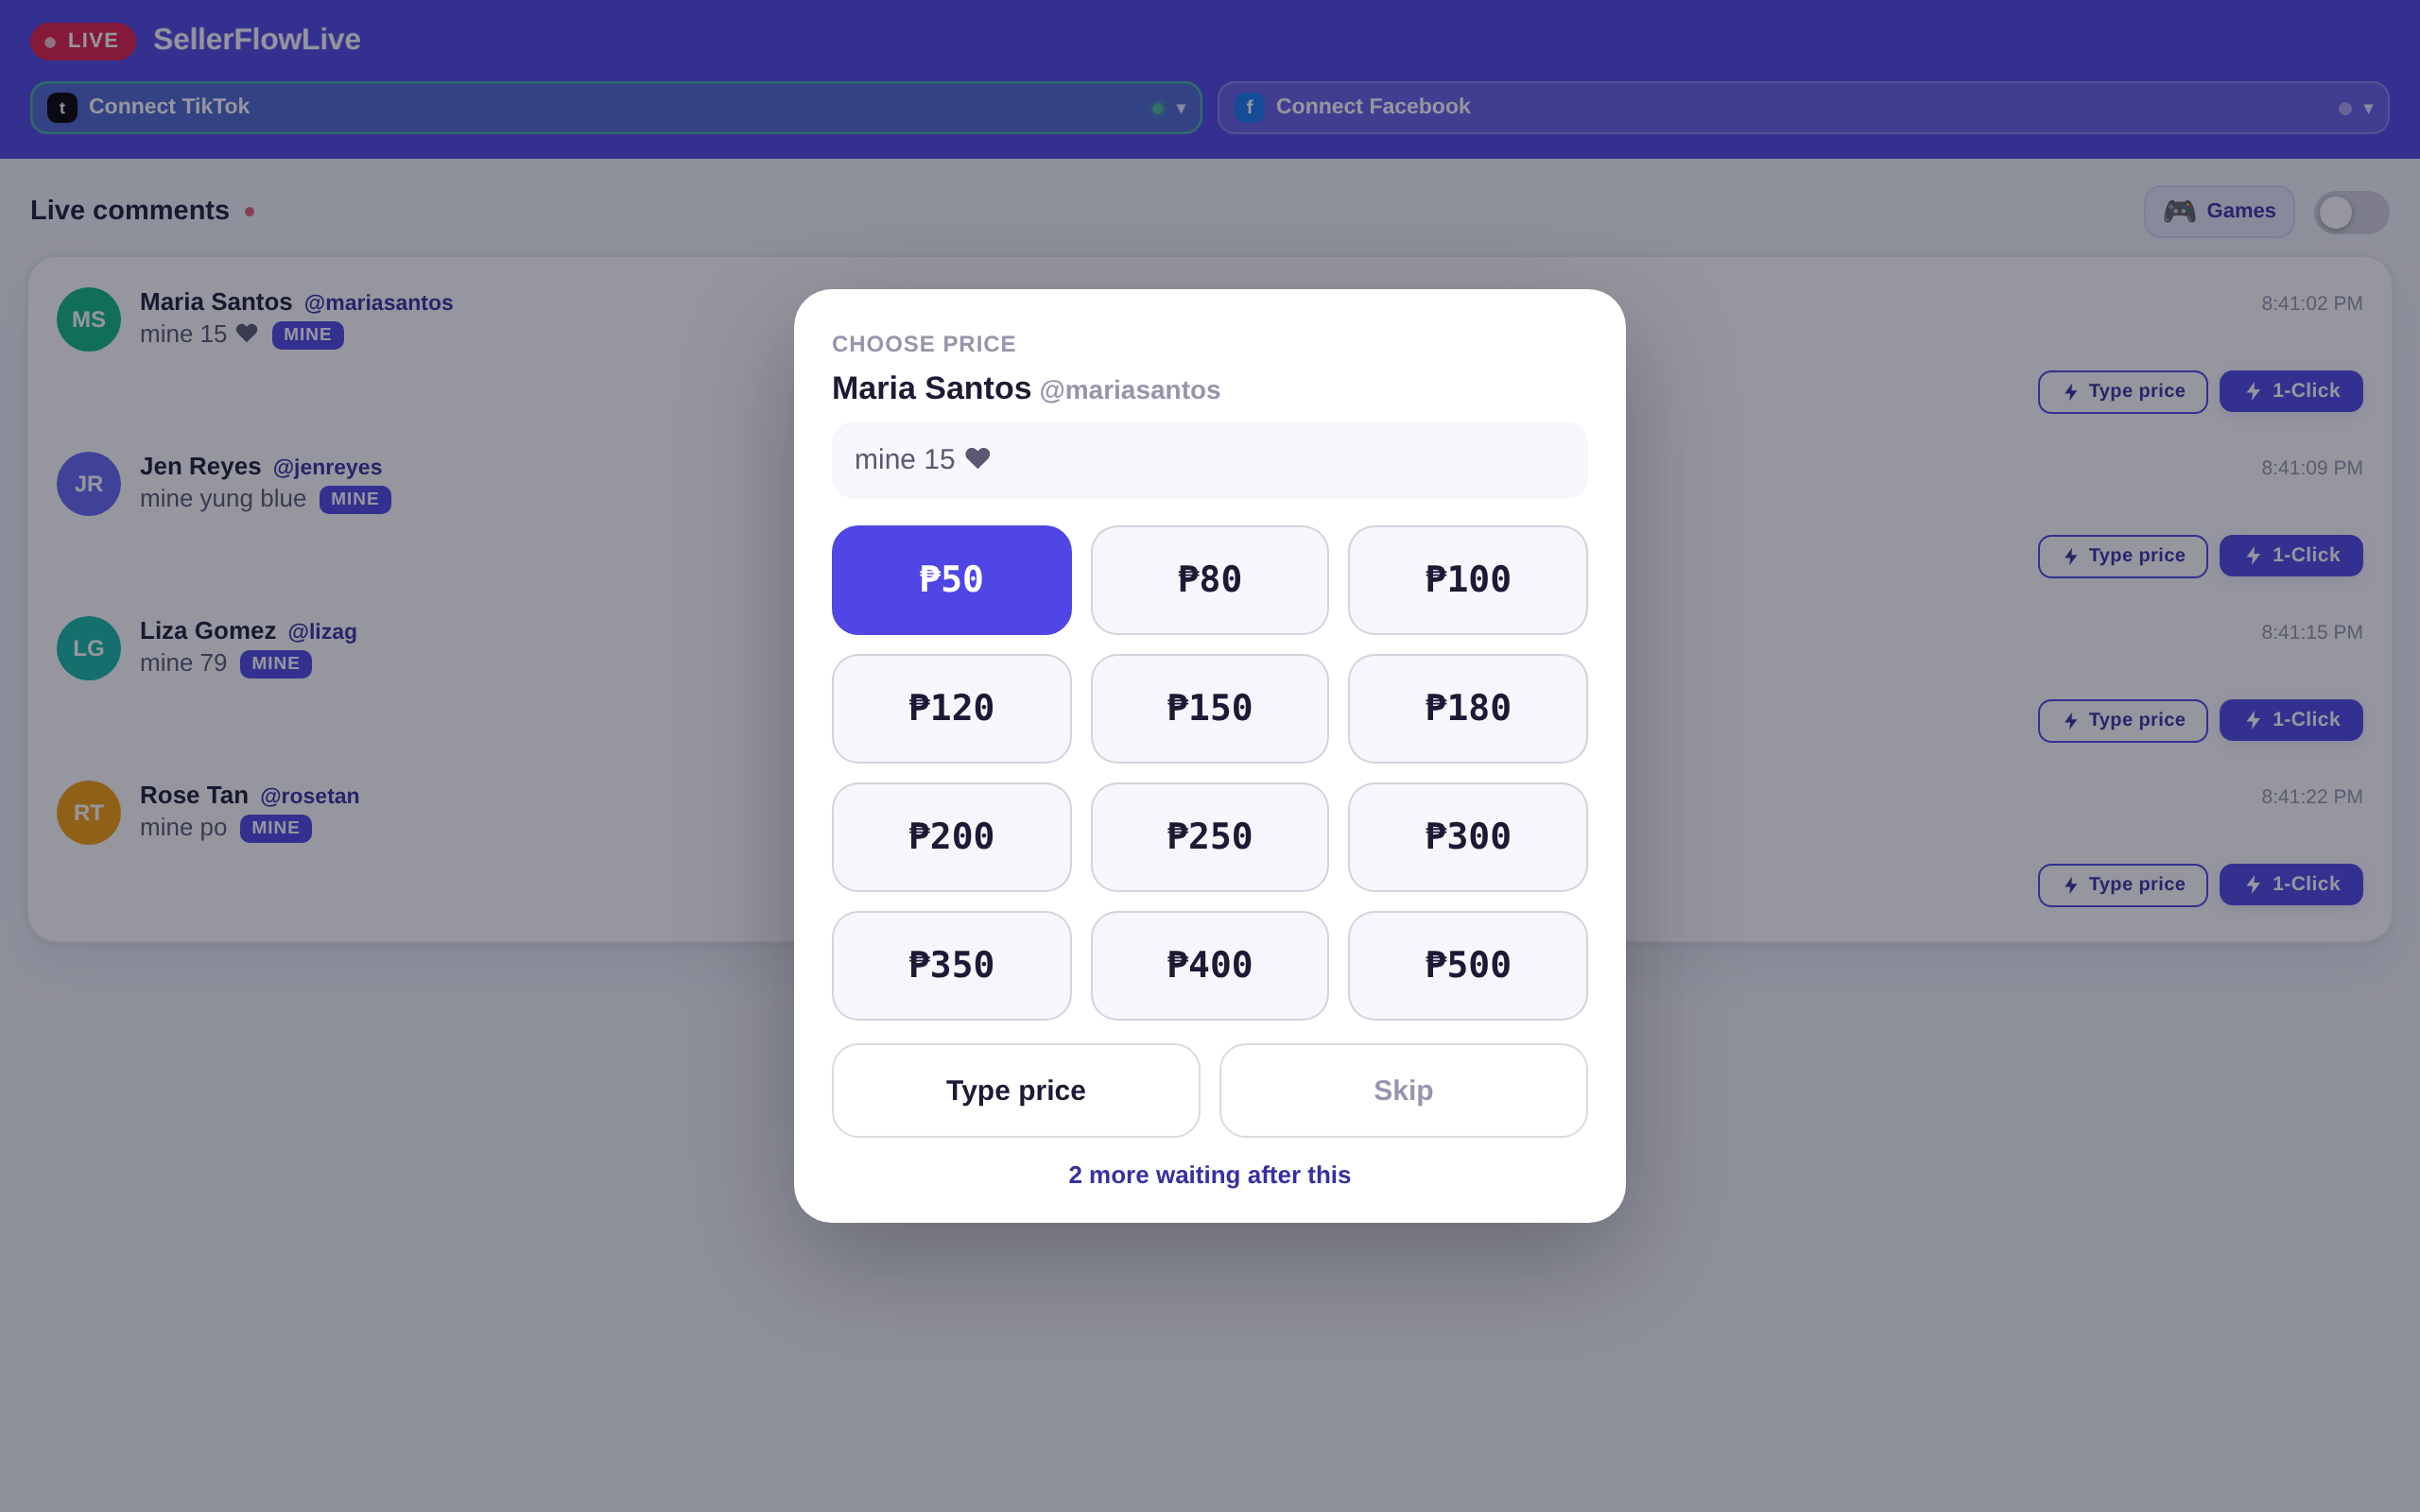 LIVE SellerFlowLive
t Connect TikTok ▾ f Connect Facebook ▾
Live comments 🎮 Games
MS Maria Santos @mariasantos 8:41:02 PM
mine 15 ♥ MINE
Type price 1-Click
JR Jen Reyes @jenreyes 8:41:09 PM
mine yung blue MINE
Type price 1-Click
LG Liza Gomez @lizag 8:41:15 PM
mine 79 MINE
Type price 1-Click
RT Rose Tan @rosetan 8:41:22 PM
mine po MINE
Type price 1-Click
CHOOSE PRICE
Maria Santos @mariasantos
mine 15 ♥
₱50 ₱80 ₱100
₱120 ₱150 ₱180
₱200 ₱250 ₱300
₱350 ₱400 ₱500
Type price Skip
2 more waiting after this